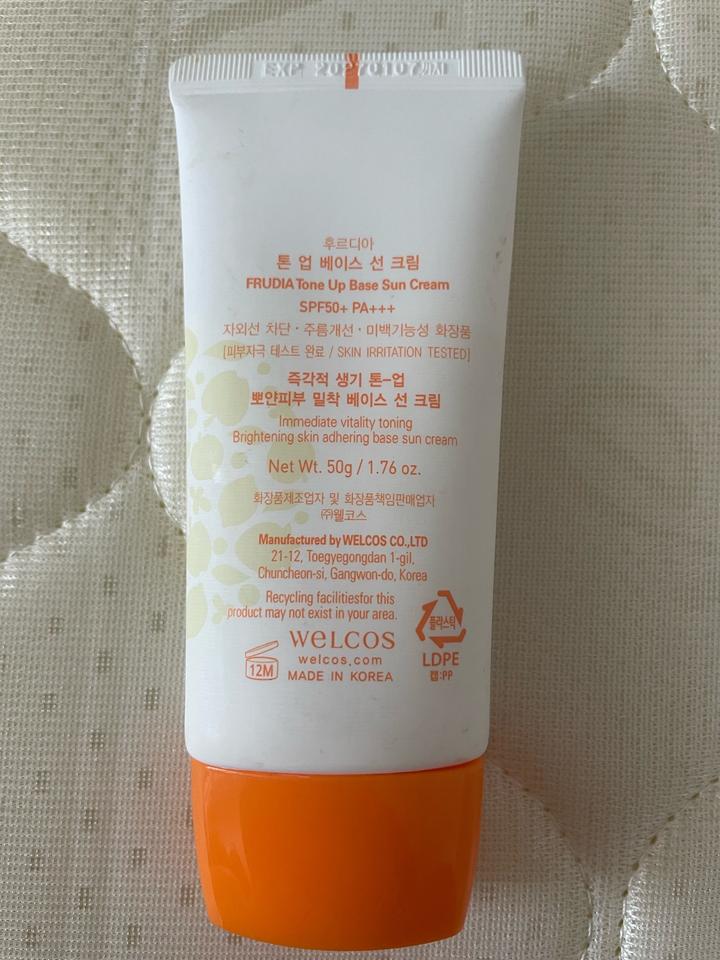 EXP 20270107
후르디아
톤 업 베이스 선 크림
FRUDIA Tone Up Base Sun Cream
SPF50+ PA+++
자외선 차단 · 주름개선 · 미백기능성 화장품
[피부자극 테스트 완료 / SKIN IRRITATION TESTED]
즉각적 생기 톤-업
뽀얀피부 밀착 베이스 선 크림
Immediate vitality toning
Brightening skin adhering base sun cream
Net Wt. 50g / 1.76 oz.
화장품제조업자 및 화장품책임판매업자
㈜웰코스
Manufactured by WELCOS CO.,LTD
21-12, Toegyegongdan 1-gil,
Chuncheon-si, Gangwon-do, Korea
Recycling facilitiesfor this
product may not exist in your area.
WELCOS
welcos.com
MADE IN KOREA
12M
플라스틱
LDPE
캡:PP